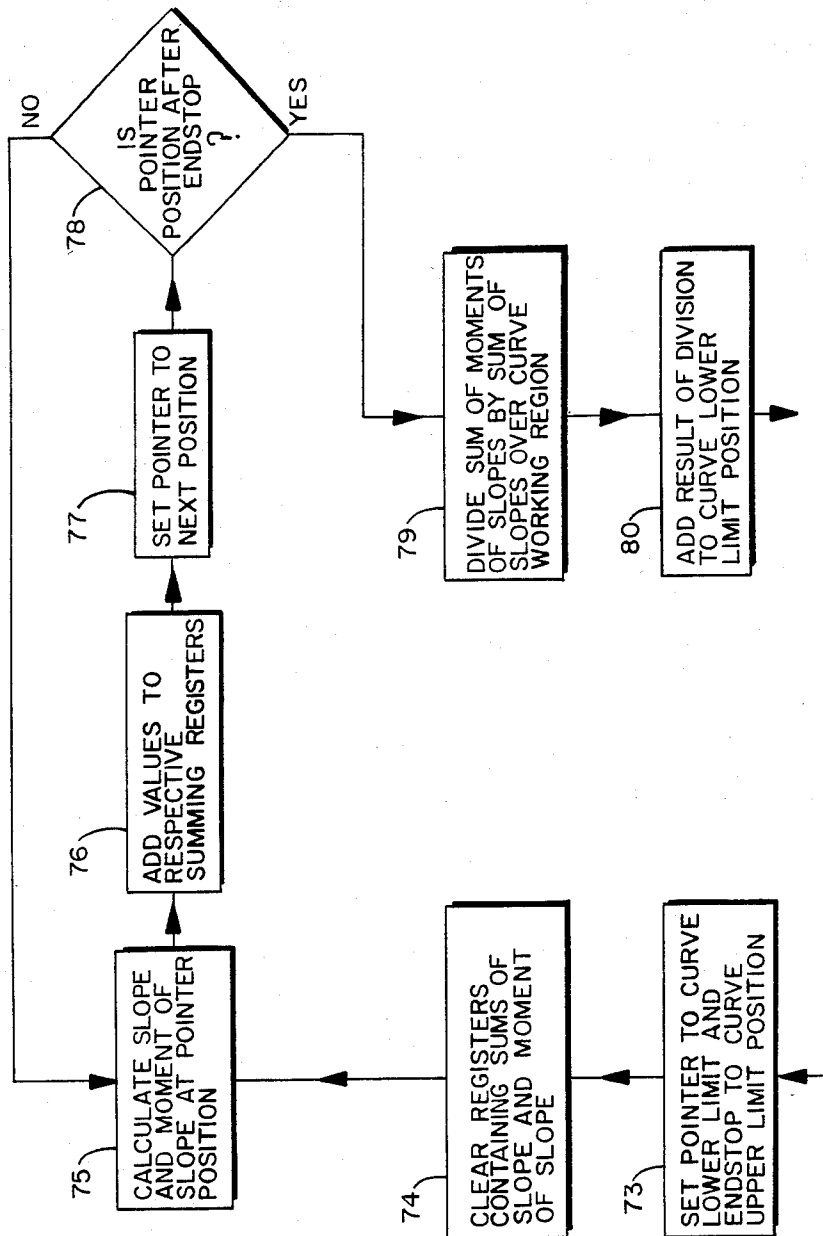 73
SET POINTER TO CURVE
LOWER LIMIT AND
ENDSTOP TO CURVE
UPPER LIMIT POSITION
74
CLEAR REGISTERS
CONTAINING SUMS OF
SLOPE AND MOMENT
OF SLOPE
75
CALCULATE SLOPE
AND MOMENT OF
SLOPE AT POINTER
POSITION
76
ADD VALUES TO
RESPECTIVE
SUMMING REGISTERS
77
SET POINTER TO
NEXT POSITION
78
IS
POINTER
POSITION AFTER
ENDSTOP
?
NO
YES
79
DIVIDE SUM OF MOMENTS
OF SLOPES BY SUM OF
SLOPES OVER CURVE
WORKING REGION
80
ADD RESULT OF DIVISION
TO CURVE LOWER
LIMIT POSITION